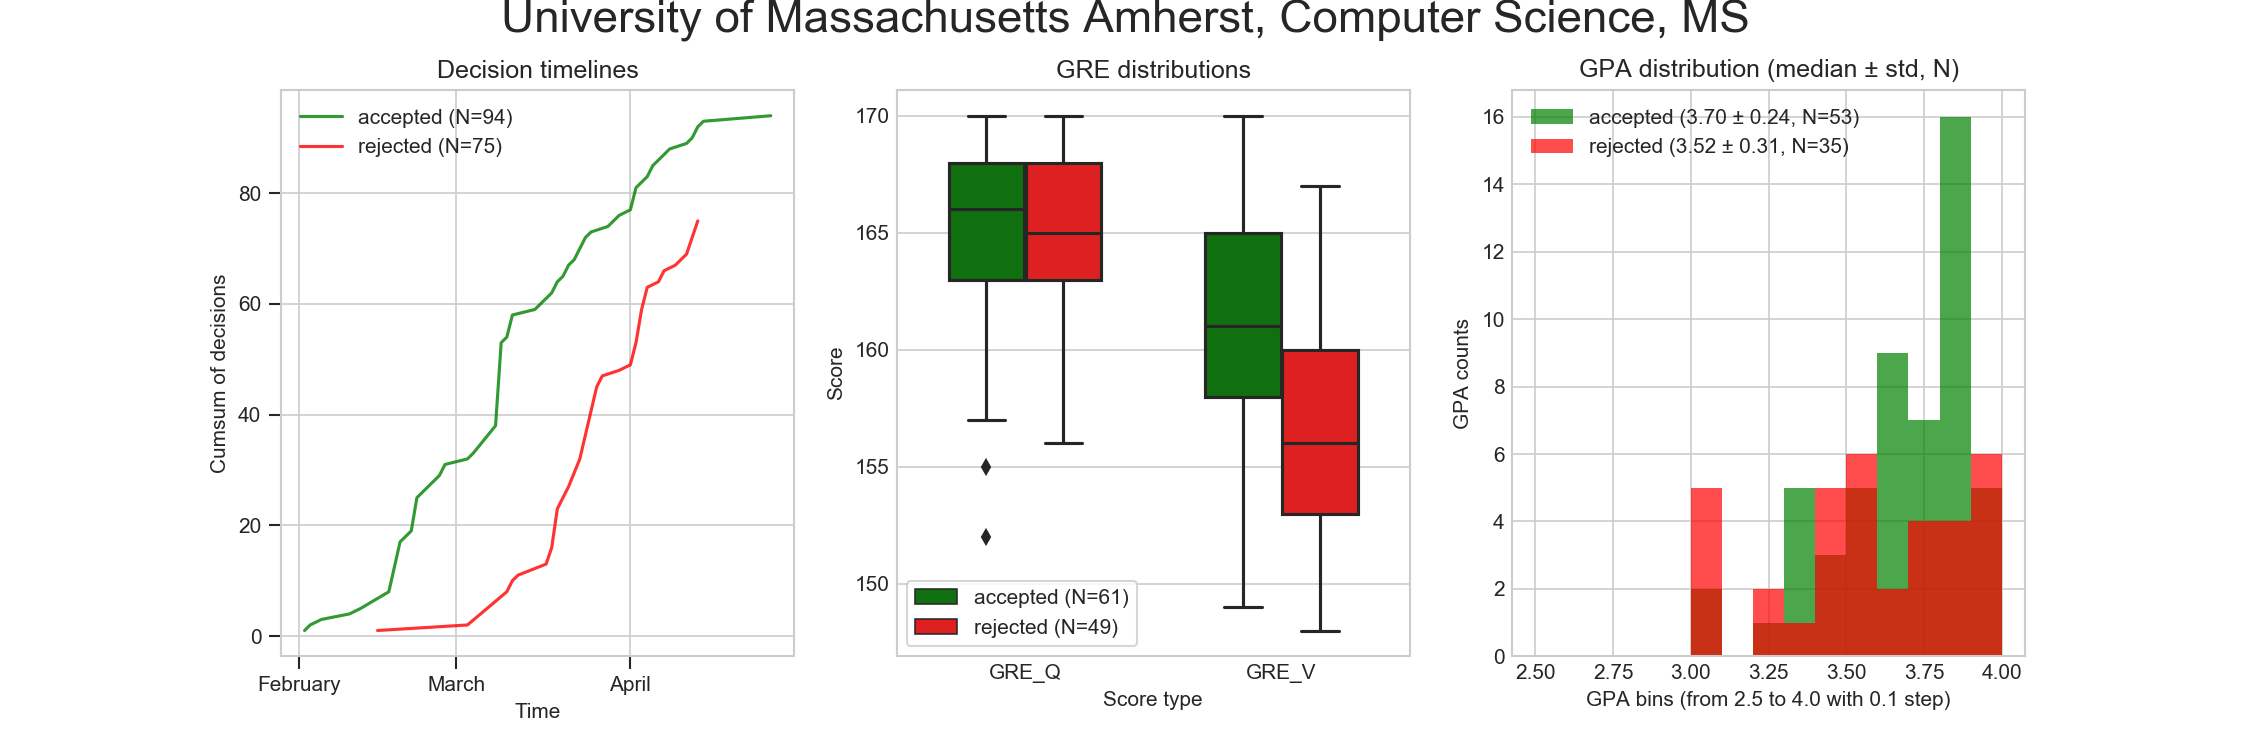 University of Massachusetts Amherst, Computer Science, MS
Decision timelines
accepted (N=94)
rejected (N=75)
80
60
40
20
0
Cumsum of decisions
February March April
Time
GRE distributions
170
165
160
155
150
Score
accepted (N=61)
rejected (N=49)
GRE_Q GRE_V
Score type
GPA distribution (median ± std, N)
accepted (3.70 ± 0.24, N=53)
rejected (3.52 ± 0.31, N=35)
16
14
12
10
8
6
4
2
0
GPA counts
2.50 2.75 3.00 3.25 3.50 3.75 4.00
GPA bins (from 2.5 to 4.0 with 0.1 step)